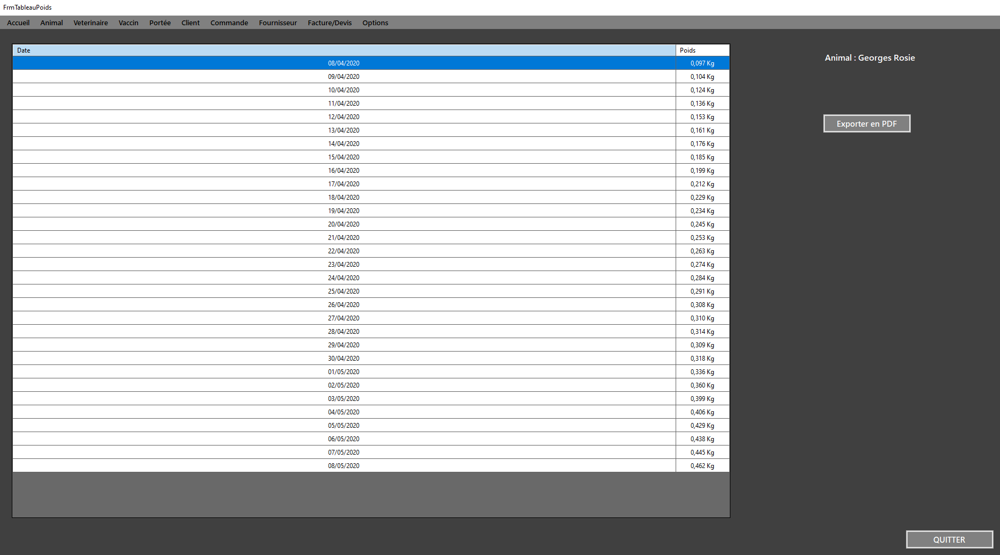 FrmTableauPoids
Accueil Animal Veterinaire Vaccin Portée Client Commande Fournisseur Facture/Devis Options
Date Poids
08/04/2020 0,097 Kg
09/04/2020 0,104 Kg
10/04/2020 0,124 Kg
11/04/2020 0,136 Kg
12/04/2020 0,153 Kg
13/04/2020 0,161 Kg
14/04/2020 0,176 Kg
15/04/2020 0,185 Kg
16/04/2020 0,199 Kg
17/04/2020 0,212 Kg
18/04/2020 0,229 Kg
19/04/2020 0,234 Kg
20/04/2020 0,245 Kg
21/04/2020 0,253 Kg
22/04/2020 0,263 Kg
23/04/2020 0,274 Kg
24/04/2020 0,284 Kg
25/04/2020 0,291 Kg
26/04/2020 0,308 Kg
27/04/2020 0,310 Kg
28/04/2020 0,314 Kg
29/04/2020 0,309 Kg
30/04/2020 0,318 Kg
01/05/2020 0,336 Kg
02/05/2020 0,360 Kg
03/05/2020 0,399 Kg
04/05/2020 0,406 Kg
05/05/2020 0,429 Kg
06/05/2020 0,438 Kg
07/05/2020 0,445 Kg
08/05/2020 0,462 Kg
Animal : Georges Rosie
Exporter en PDF
QUITTER